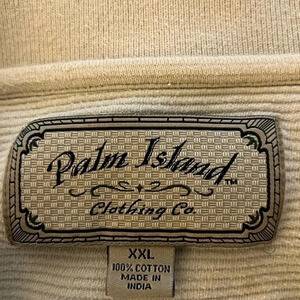 Palm Island™
Clothing Co.
XXL
100% COTTON
MADE IN
INDIA